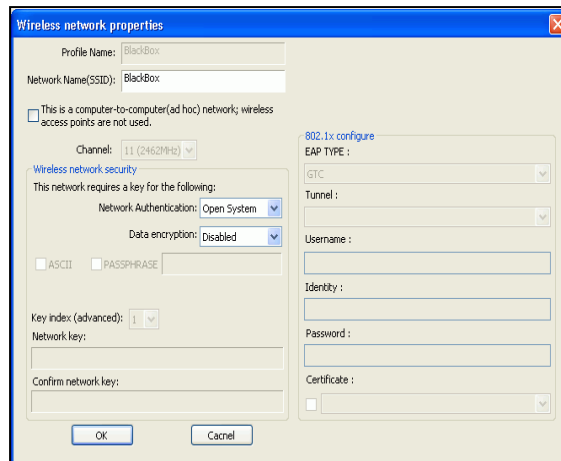 Wireless network properties
Profile Name: BlackBox
Network Name(SSID): BlackBox
This is a computer-to-computer(ad hoc) network; wireless
access points are not used.
Channel: 11 (2462MHz)
Wireless network security
This network requires a key for the following:
Network Authentication: Open System
Data encryption: Disabled
ASCII PASSPHRASE
Key index (advanced): 1
Network key:
Confirm network key:
OK Cacnel
802.1x configure
EAP TYPE :
GTC
Tunnel :
Username :
Identity :
Password :
Certificate :